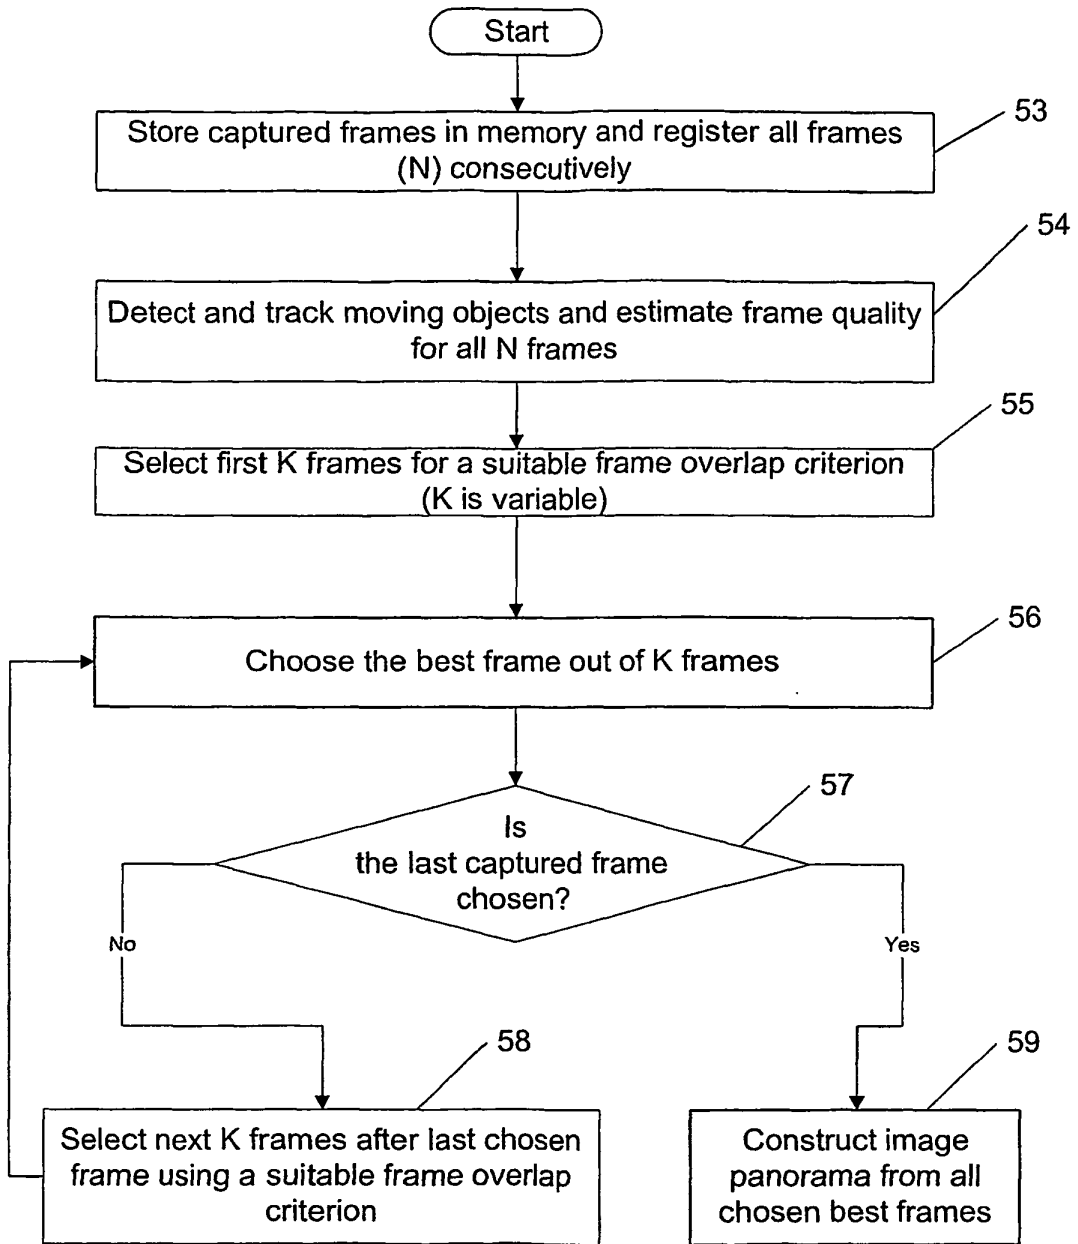 Start
Store captured frames in memory and register all frames
(N) consecutively
53
Detect and track moving objects and estimate frame quality
for all N frames
54
Select first K frames for a suitable frame overlap criterion
(K is variable)
55
Choose the best frame out of K frames
56
Is
the last captured frame
chosen?
57
No
Yes
Select next K frames after last chosen
frame using a suitable frame overlap
criterion
58
Construct image
panorama from all
chosen best frames
59